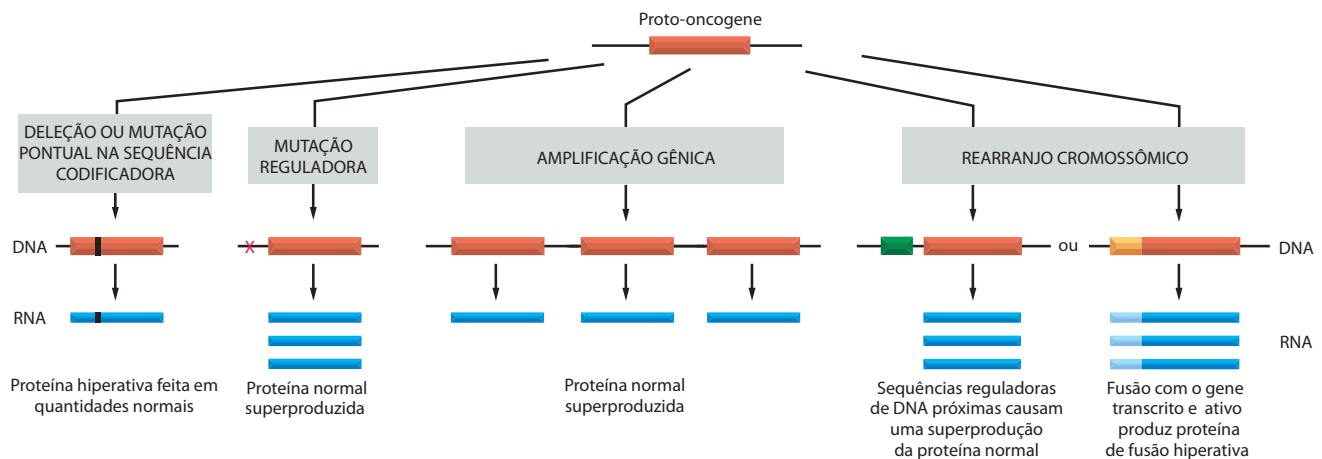 Proto-oncogene
DELEÇÃO OU MUTAÇÃO
PONTUAL NA SEQUÊNCIA
CODIFICADORA
MUTAÇÃO
REGULADORA
AMPLIFICAÇÃO GÊNICA
REARRANJO CROMOSSÔMICO
DNA
X
ou
DNA
RNA
RNA
Proteína hiperativa feita em
quantidades normais
Proteína normal
superproduzida
Proteína normal
superproduzida
Sequências reguladoras
de DNA próximas causam
uma superprodução
da proteína normal
Fusão com o gene
transcrito e ativo
produz proteína
de fusão hiperativa